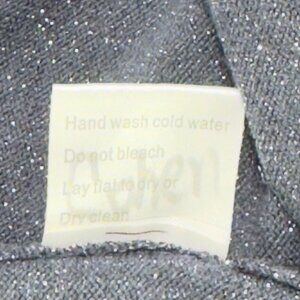 Hand wash cold water
Do not bleach
Lay flat to dry or
Dry clean